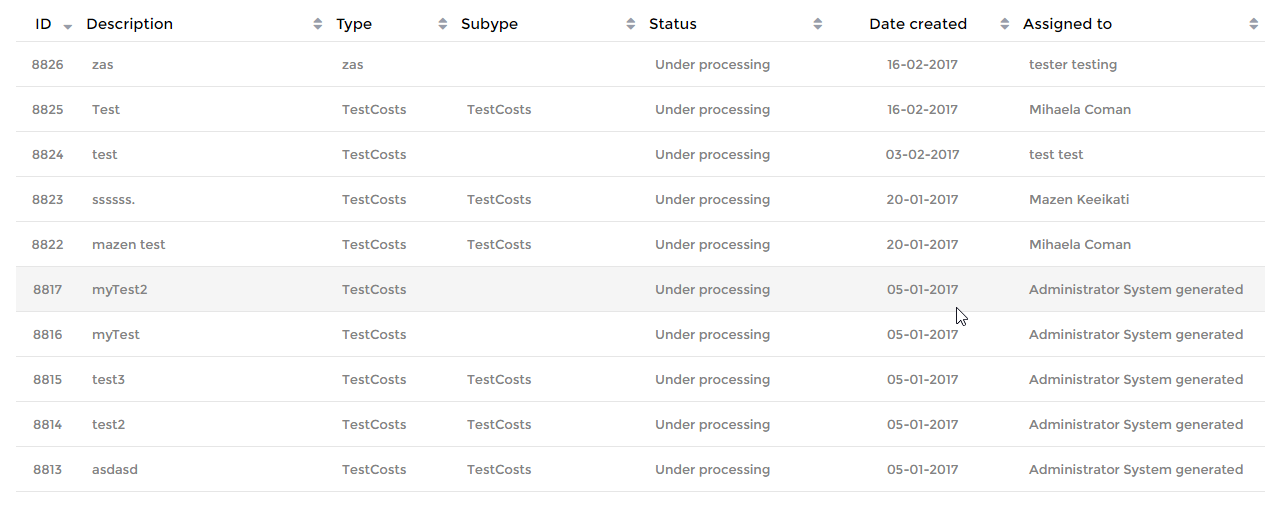 ID Description Type Subype Status Date created Assigned to
8826 zas zas Under processing 16-02-2017 tester testing
8825 Test TestCosts TestCosts Under processing 16-02-2017 Mihaela Coman
8824 test TestCosts Under processing 03-02-2017 test test
8823 ssssss. TestCosts TestCosts Under processing 20-01-2017 Mazen Keeikati
8822 mazen test TestCosts TestCosts Under processing 20-01-2017 Mihaela Coman
8817 myTest2 TestCosts Under processing 05-01-2017 Administrator System generated
8816 myTest TestCosts Under processing 05-01-2017 Administrator System generated
8815 test3 TestCosts TestCosts Under processing 05-01-2017 Administrator System generated
8814 test2 TestCosts TestCosts Under processing 05-01-2017 Administrator System generated
8813 asdasd TestCosts TestCosts Under processing 05-01-2017 Administrator System generated